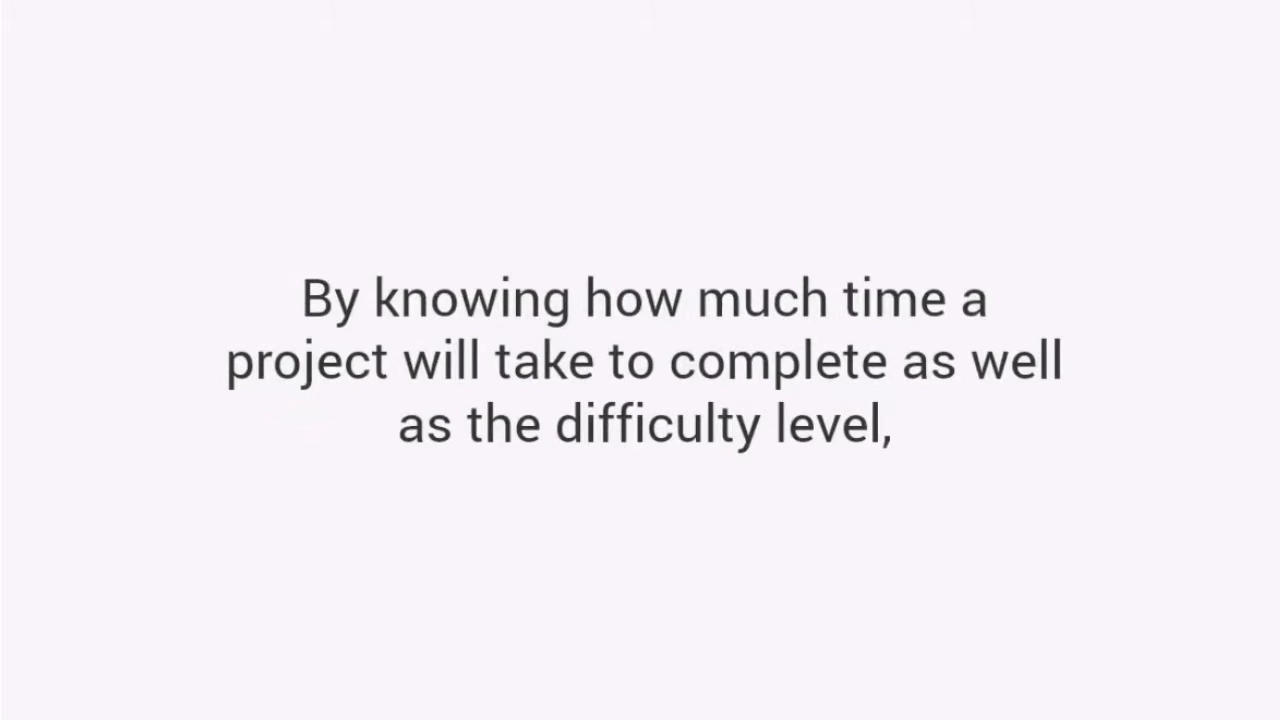 By knowing how much time a
project will take to complete as well
as the difficulty level,